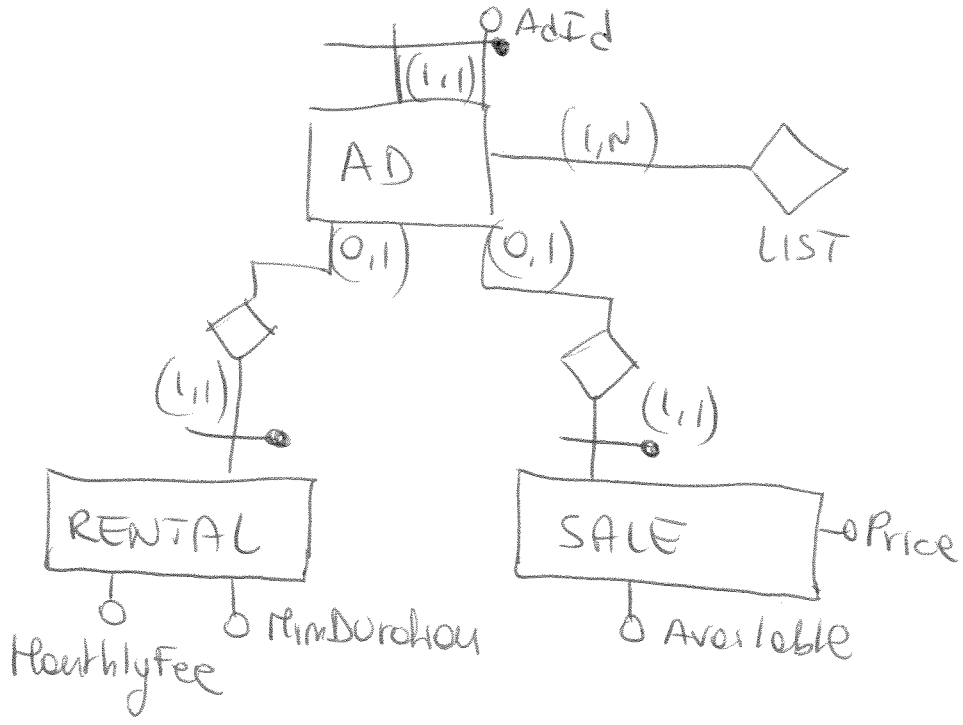 AdId
(1,1)
AD
(1,N)
LIST
(0,1)
(0,1)
(1,1)
(1,1)
RENTAL
SALE
Price
MonthlyFee
MinDuration
Available